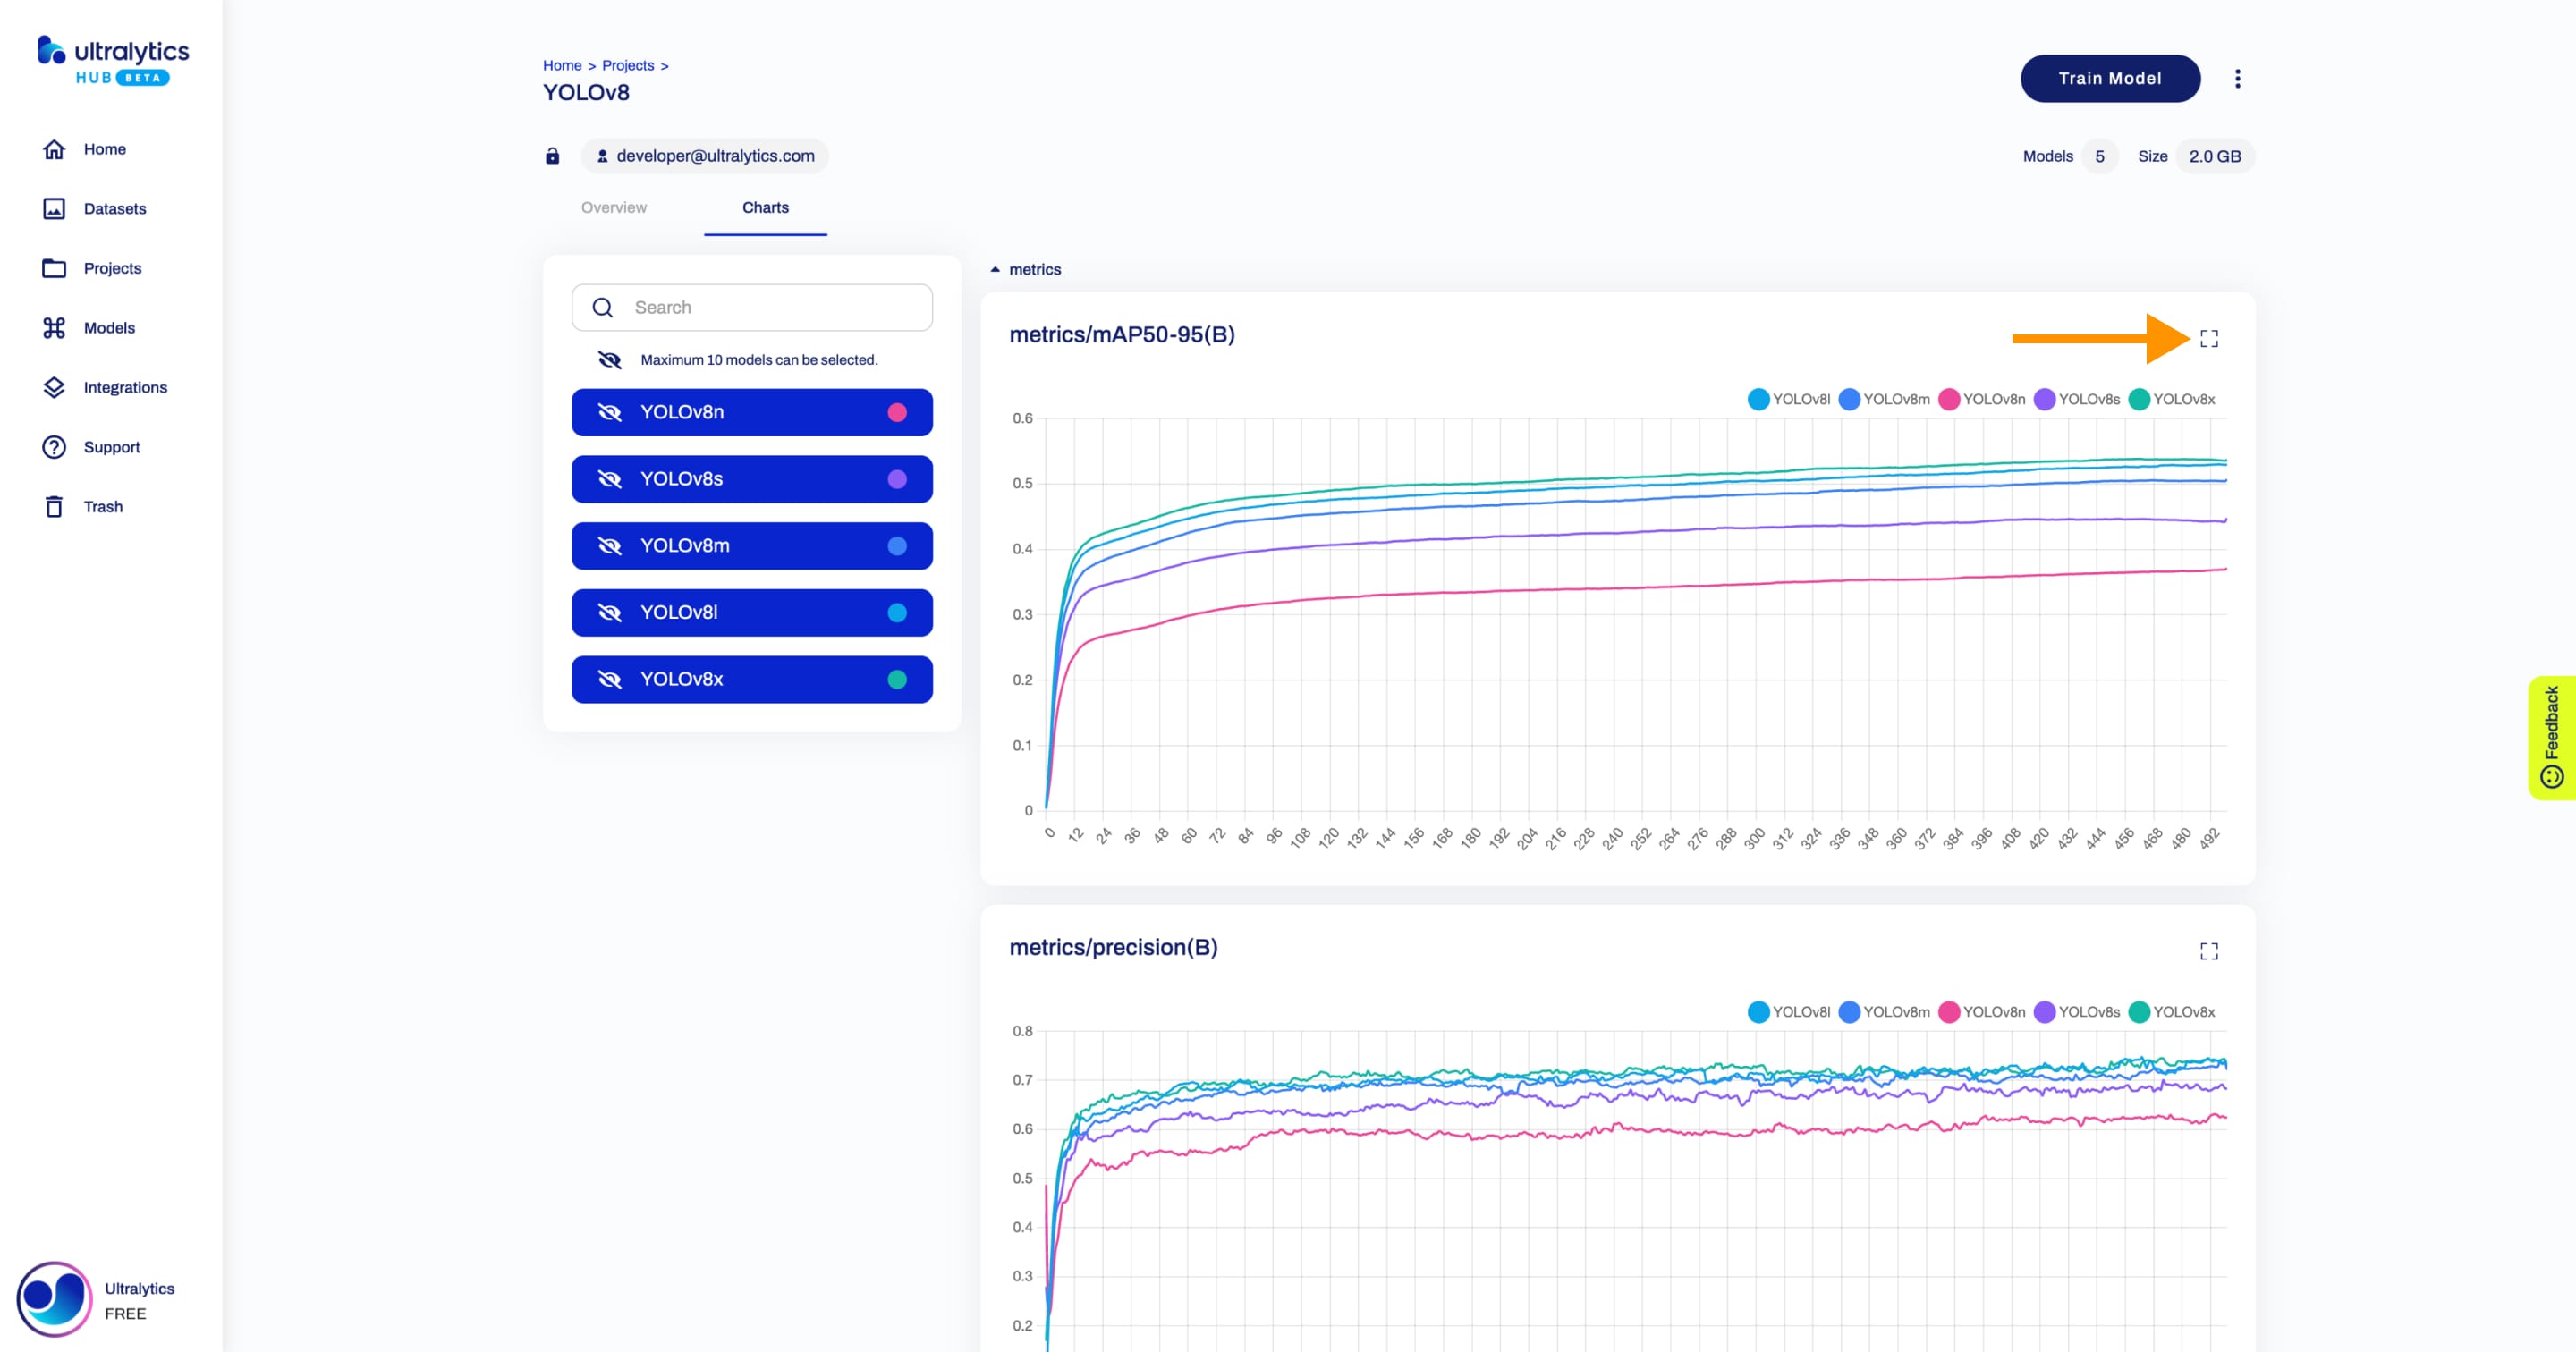 ultralytics
HUB BETA
Home
Datasets
Projects
Models
Integrations
Support
Trash
Ultralytics
FREE
Home > Projects >
YOLOv8
Train Model
developer@ultralytics.com
Models 5 Size 2.0 GB
Overview Charts
Search
Maximum 10 models can be selected.
YOLOv8n
YOLOv8s
YOLOv8m
YOLOv8l
YOLOv8x
metrics
metrics/mAP50-95(B)
YOLOv8l YOLOv8m YOLOv8n YOLOv8s YOLOv8x
0.6
0.5
0.4
0.3
0.2
0.1
0
0 12 24 36 48 60 72 84 96 108 120 132 144 156 168 180 192 204 216 228 240 252 264 276 288 300 312 324 336 348 360 372 384 396 408 420 432 444 456 468 480 492
metrics/precision(B)
YOLOv8l YOLOv8m YOLOv8n YOLOv8s YOLOv8x
0.8
0.7
0.6
0.5
0.4
0.3
0.2
Feedback